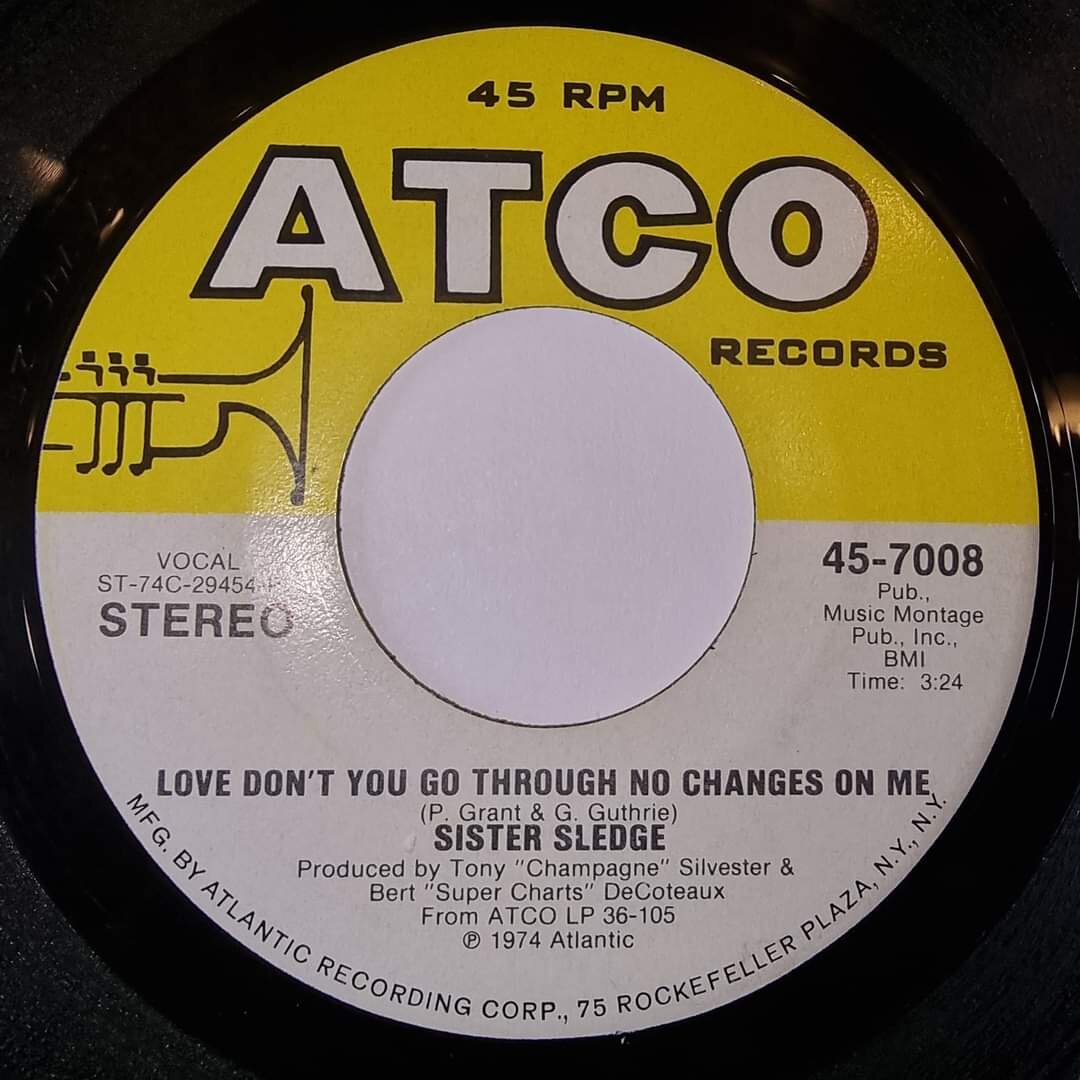 45 RPM
ATCO
RECORDS
VOCAL
ST-74C-29454
STEREO
45-7008
Pub.,
Music Montage
Pub., Inc.,
BMI
Time: 3:24
LOVE DON'T YOU GO THROUGH NO CHANGES ON ME
(P. Grant & G. Guthrie)
SISTER SLEDGE
Produced by Tony "Champagne" Silvester &
Bert "Super Charts" DeCoteaux
From ATCO LP 36-105
℗ 1974 Atlantic
MFG. BY ATLANTIC RECORDING CORP., 75 ROCKEFELLER PLAZA, N.Y., N.Y.